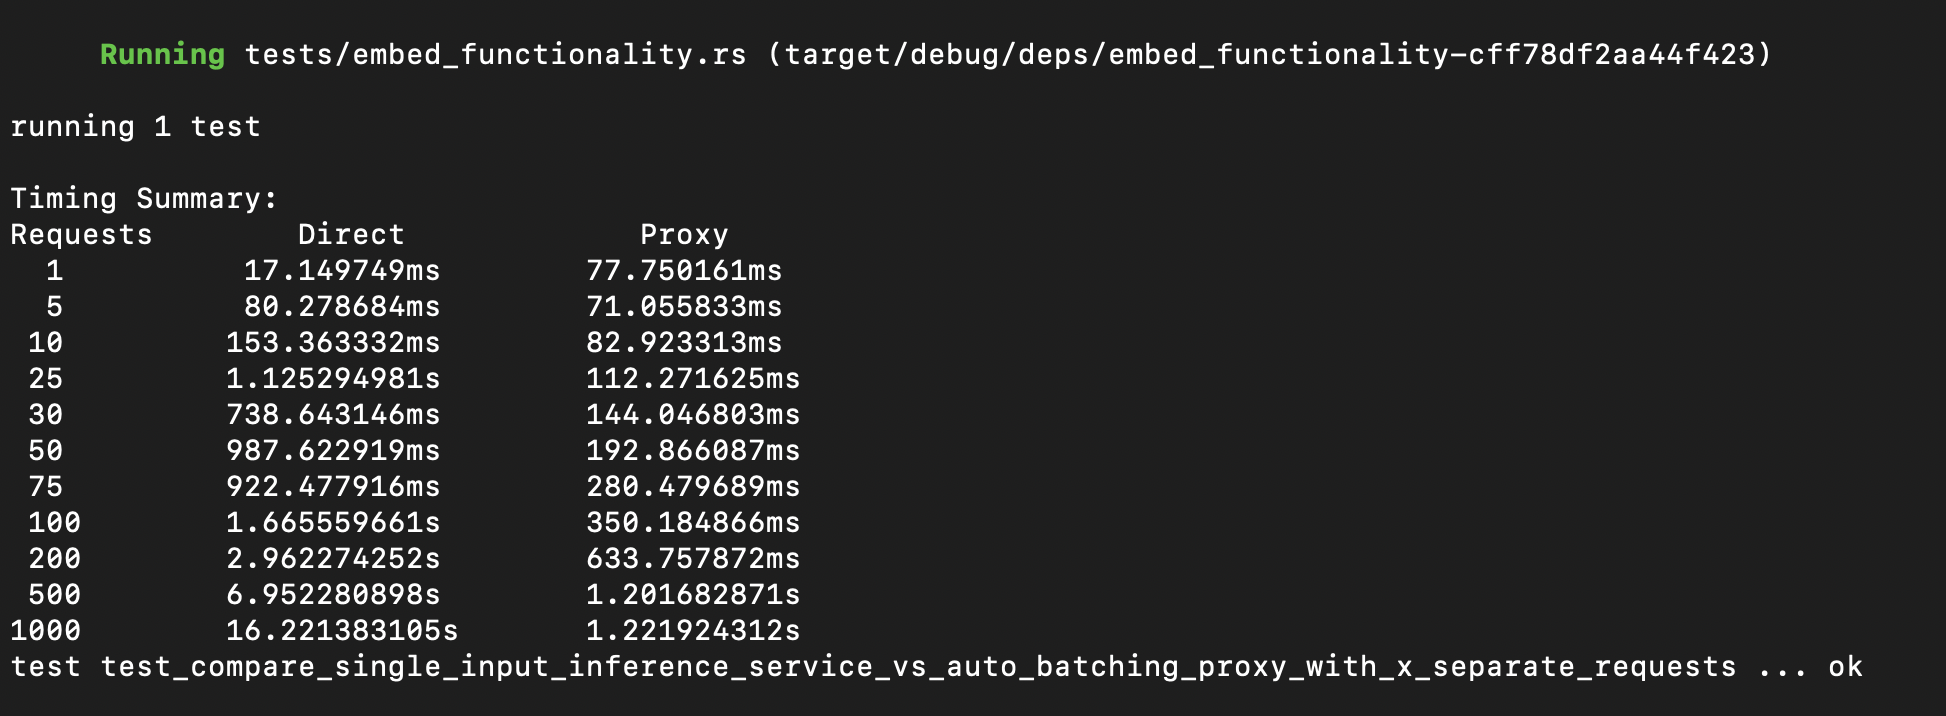 Running tests/embed_functionality.rs (target/debug/deps/embed_functionality-cff78df2aa44f423)
running 1 test
Timing Summary:
Requests Direct Proxy
1 17.149749ms 77.750161ms
5 80.278684ms 71.055833ms
10 153.363332ms 82.923313ms
25 1.125294981s 112.271625ms
30 738.643146ms 144.046803ms
50 987.622919ms 192.866087ms
75 922.477916ms 280.479689ms
100 1.665559661s 350.184866ms
200 2.962274252s 633.757872ms
500 6.952280898s 1.201682871s
1000 16.221383105s 1.221924312s
test test_compare_single_input_inference_service_vs_auto_batching_proxy_with_x_separate_requests ... ok